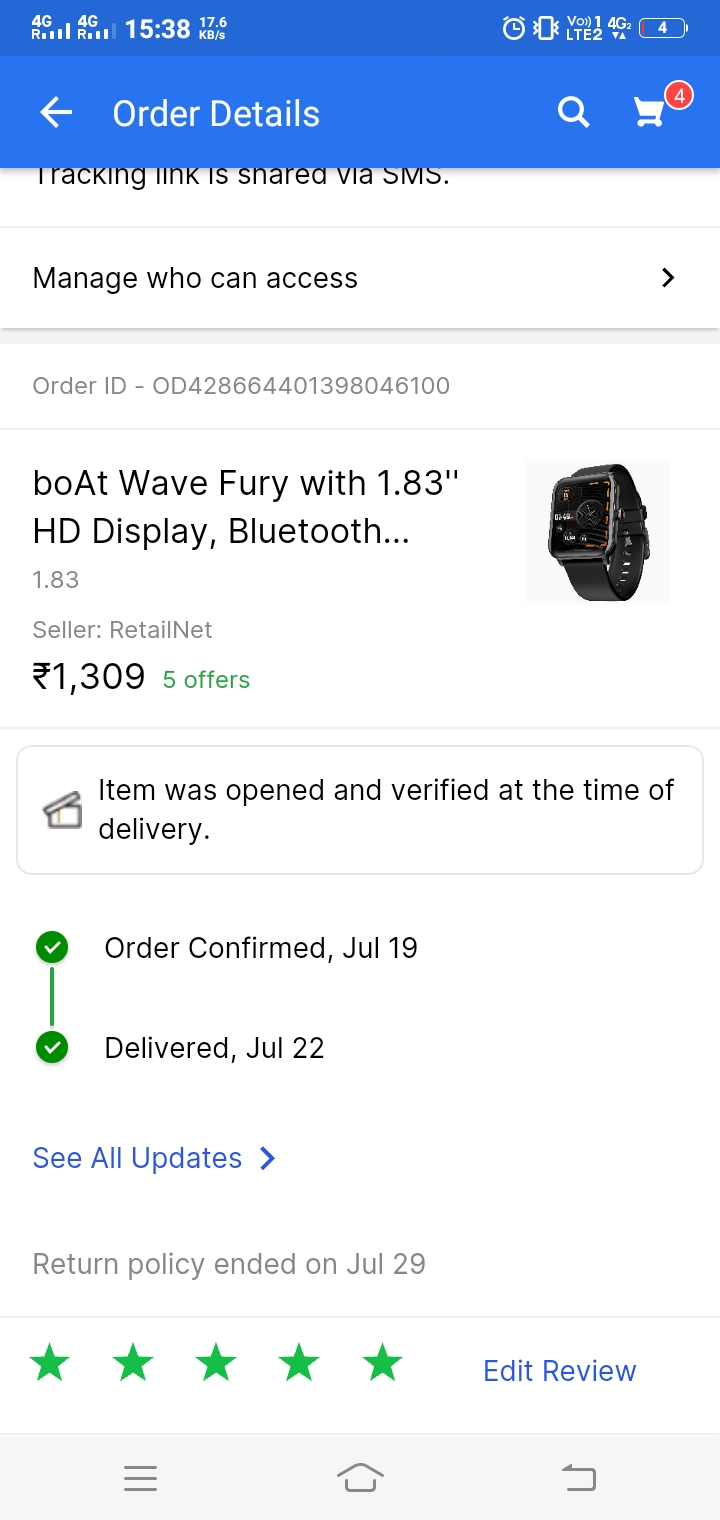 4G R 4G R 15:38 17.6 KB/s Vo)) 1 LTE2 4G2 4
Order Details 4
Tracking link is shared via SMS.
Manage who can access
Order ID - OD428664401398046100
boAt Wave Fury with 1.83''
HD Display, Bluetooth...
1.83
Seller: RetailNet
₹1,309 5 offers
Item was opened and verified at the time of
delivery.
Order Confirmed, Jul 19
Delivered, Jul 22
See All Updates
Return policy ended on Jul 29
Edit Review